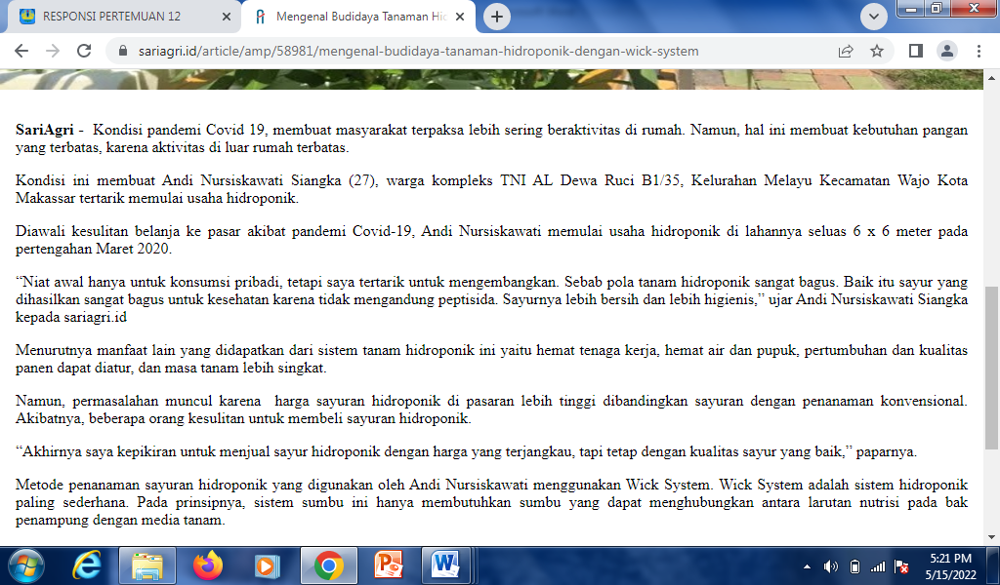 RESPONSI PERTEMUAN 12
Mengenal Budidaya Tanaman Hid
sariagri.id/article/amp/58981/mengenal-budidaya-tanaman-hidroponik-dengan-wick-system
SariAgri - Kondisi pandemi Covid 19, membuat masyarakat terpaksa lebih sering beraktivitas di rumah. Namun, hal ini membuat kebutuhan pangan
yang terbatas, karena aktivitas di luar rumah terbatas.
Kondisi ini membuat Andi Nursiskawati Siangka (27), warga kompleks TNI AL Dewa Ruci B1/35, Kelurahan Melayu Kecamatan Wajo Kota
Makassar tertarik memulai usaha hidroponik.
Diawali kesulitan belanja ke pasar akibat pandemi Covid-19, Andi Nursiskawati memulai usaha hidroponik di lahannya seluas 6 x 6 meter pada
pertengahan Maret 2020.
“Niat awal hanya untuk konsumsi pribadi, tetapi saya tertarik untuk mengembangkan. Sebab pola tanam hidroponik sangat bagus. Baik itu sayur yang
dihasilkan sangat bagus untuk kesehatan karena tidak mengandung peptisida. Sayurnya lebih bersih dan lebih higienis,” ujar Andi Nursiskawati Siangka
kepada sariagri.id
Menurutnya manfaat lain yang didapatkan dari sistem tanam hidroponik ini yaitu hemat tenaga kerja, hemat air dan pupuk, pertumbuhan dan kualitas
panen dapat diatur, dan masa tanam lebih singkat.
Namun, permasalahan muncul karena harga sayuran hidroponik di pasaran lebih tinggi dibandingkan sayuran dengan penanaman konvensional.
Akibatnya, beberapa orang kesulitan untuk membeli sayuran hidroponik.
“Akhirnya saya kepikiran untuk menjual sayur hidroponik dengan harga yang terjangkau, tapi tetap dengan kualitas sayur yang baik,” paparnya.
Metode penanaman sayuran hidroponik yang digunakan oleh Andi Nursiskawati menggunakan Wick System. Wick System adalah sistem hidroponik
paling sederhana. Pada prinsipnya, sistem sumbu ini hanya membutuhkan sumbu yang dapat menghubungkan antara larutan nutrisi pada bak
penampung dengan media tanam.
5:21 PM
5/15/2022